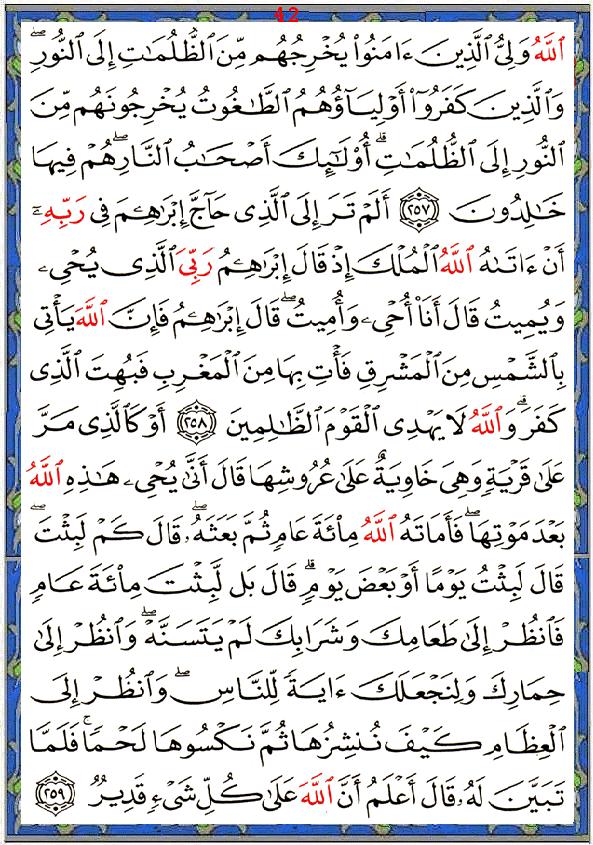 42
ٱللَّهُ وَلِىُّ ٱلَّذِينَ ءَامَنُوا۟ يُخْرِجُهُم مِّنَ ٱلظُّلُمَٰتِ إِلَى ٱلنُّورِ ۖ
وَٱلَّذِينَ كَفَرُوٓا۟ أَوْلِيَآؤُهُمُ ٱلطَّٰغُوتُ يُخْرِجُونَهُم مِّنَ
ٱلنُّورِ إِلَى ٱلظُّلُمَٰتِ ۗ أُو۟لَٰٓئِكَ أَصْحَٰبُ ٱلنَّارِ ۖ هُمْ فِيهَا
خَٰلِدُونَ ٢٥٧ أَلَمْ تَرَ إِلَى ٱلَّذِى حَآجَّ إِبْرَٰهِۦمَ فِى رَبِّهِۦٓ
أَنْ ءَاتَىٰهُ ٱللَّهُ ٱلْمُلْكَ إِذْ قَالَ إِبْرَٰهِۦمُ رَبِّىَ ٱلَّذِى يُحْىِۦ
وَيُمِيتُ قَالَ أَنَا۠ أُحْىِۦ وَأُمِيتُ ۖ قَالَ إِبْرَٰهِۦمُ فَإِنَّ ٱللَّهَ يَأْتِى
بِٱلشَّمْسِ مِنَ ٱلْمَشْرِقِ فَأْتِ بِهَا مِنَ ٱلْمَغْرِبِ فَبُهِتَ ٱلَّذِى
كَفَرَ ۗ وَٱللَّهُ لَا يَهْدِى ٱلْقَوْمَ ٱلظَّٰلِمِينَ ٢٥٨ أَوْ كَٱلَّذِى مَرَّ
عَلَىٰ قَرْيَةٍ وَهِىَ خَاوِيَةٌ عَلَىٰ عُرُوشِهَا قَالَ أَنَّىٰ يُحْىِۦ هَٰذِهِ ٱللَّهُ
بَعْدَ مَوْتِهَا ۖ فَأَمَاتَهُ ٱللَّهُ مِا۟ئَةَ عَامٍ ثُمَّ بَعَثَهُۥ ۖ قَالَ كَمْ لَبِثْتَ ۖ
قَالَ لَبِثْتُ يَوْمًا أَوْ بَعْضَ يَوْمٍ ۖ قَالَ بَل لَّبِثْتَ مِا۟ئَةَ عَامٍ
فَٱنظُرْ إِلَىٰ طَعَامِكَ وَشَرَابِكَ لَمْ يَتَسَنَّهْ ۖ وَٱنظُرْ إِلَىٰ
حِمَارِكَ وَلِنَجْعَلَكَ ءَايَةً لِّلنَّاسِ ۖ وَٱنظُرْ إِلَى
ٱلْعِظَامِ كَيْفَ نُنشِزُهَا ثُمَّ نَكْسُوهَا لَحْمًا ۚ فَلَمَّا
تَبَيَّنَ لَهُۥ قَالَ أَعْلَمُ أَنَّ ٱللَّهَ عَلَىٰ كُلِّ شَىْءٍ قَدِيرٌ ٢٥٩